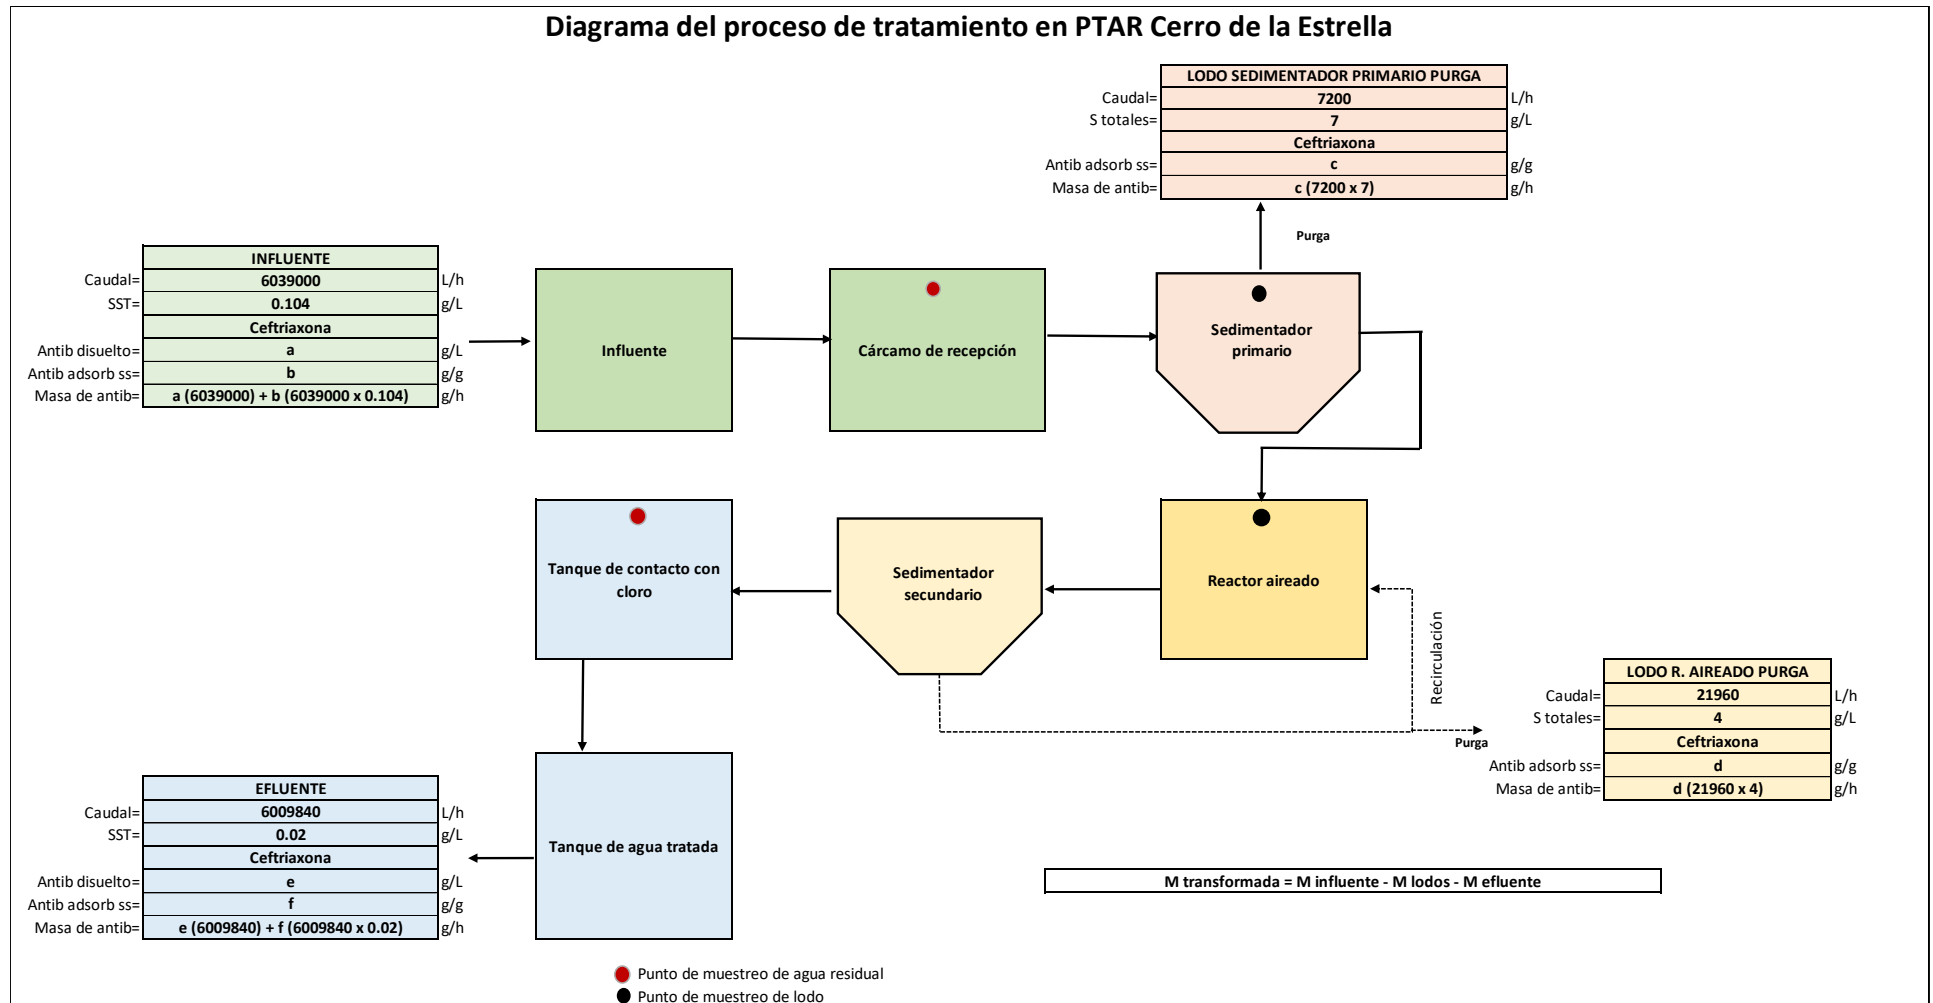 Diagrama del proceso de tratamiento en PTAR Cerro de la Estrella
LODO SEDIMENTADOR PRIMARIO PURGA
Caudal= 7200 L/h
S totales= 7 g/L
Ceftriaxona
Antib adsorb ss= c g/g
Masa de antib= c (7200 x 7) g/h
Purga
INFLUENTE
Caudal= 6039000 L/h
SST= 0.104 g/L
Ceftriaxona
Antib disuelto= a g/L
Antib adsorb ss= b g/g
Masa de antib= a (6039000) + b (6039000 x 0.104) g/h
Influente
Cárcamo de recepción
Sedimentador
primario
Tanque de contacto con
cloro
Sedimentador
secundario
Reactor aireado
Recirculación
Purga
LODO R. AIREADO PURGA
Caudal= 21960 L/h
S totales= 4 g/L
Ceftriaxona
Antib adsorb ss= d g/g
Masa de antib= d (21960 x 4) g/h
EFLUENTE
Caudal= 6009840 L/h
SST= 0.02 g/L
Ceftriaxona
Antib disuelto= e g/L
Antib adsorb ss= f g/g
Masa de antib= e (6009840) + f (6009840 x 0.02) g/h
Tanque de agua tratada
M transformada = M influente - M lodos - M efluente
Punto de muestreo de agua residual
Punto de muestreo de lodo